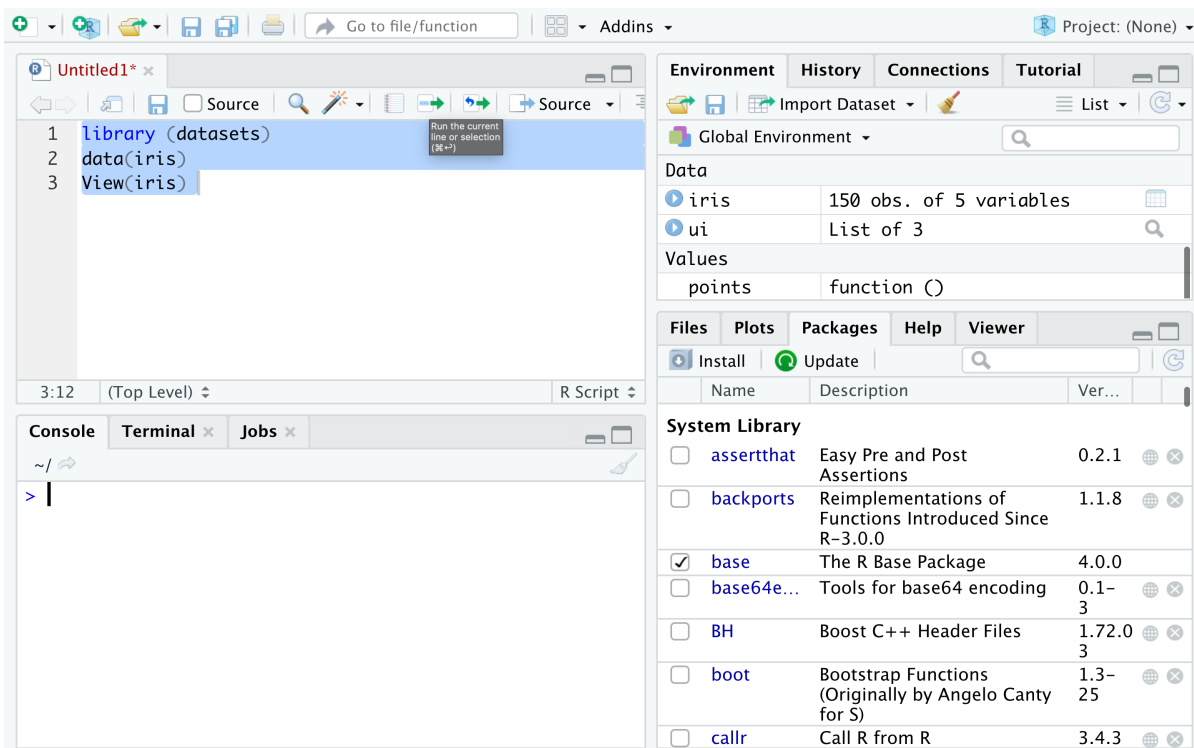 Go to file/function
Addins
Project: (None)
Untitled1*
Source
Source
Run the current
line or selection
(⌘⏎)
1 library (datasets)
2 data(iris)
3 View(iris)
3:12 (Top Level) R Script
Console Terminal Jobs
~/
>
Environment History Connections Tutorial
Import Dataset List
Global Environment
Data
iris 150 obs. of 5 variables
ui List of 3
Values
points function ()
Files Plots Packages Help Viewer
Install Update
Name Description Ver...
System Library
assertthat Easy Pre and Post 0.2.1
Assertions
backports Reimplementations of 1.1.8
Functions Introduced Since
R-3.0.0
base The R Base Package 4.0.0
base64e... Tools for base64 encoding 0.1-
3
BH Boost C++ Header Files 1.72.0
3
boot Bootstrap Functions 1.3-
(Originally by Angelo Canty 25
for S)
callr Call R from R 3.4.3